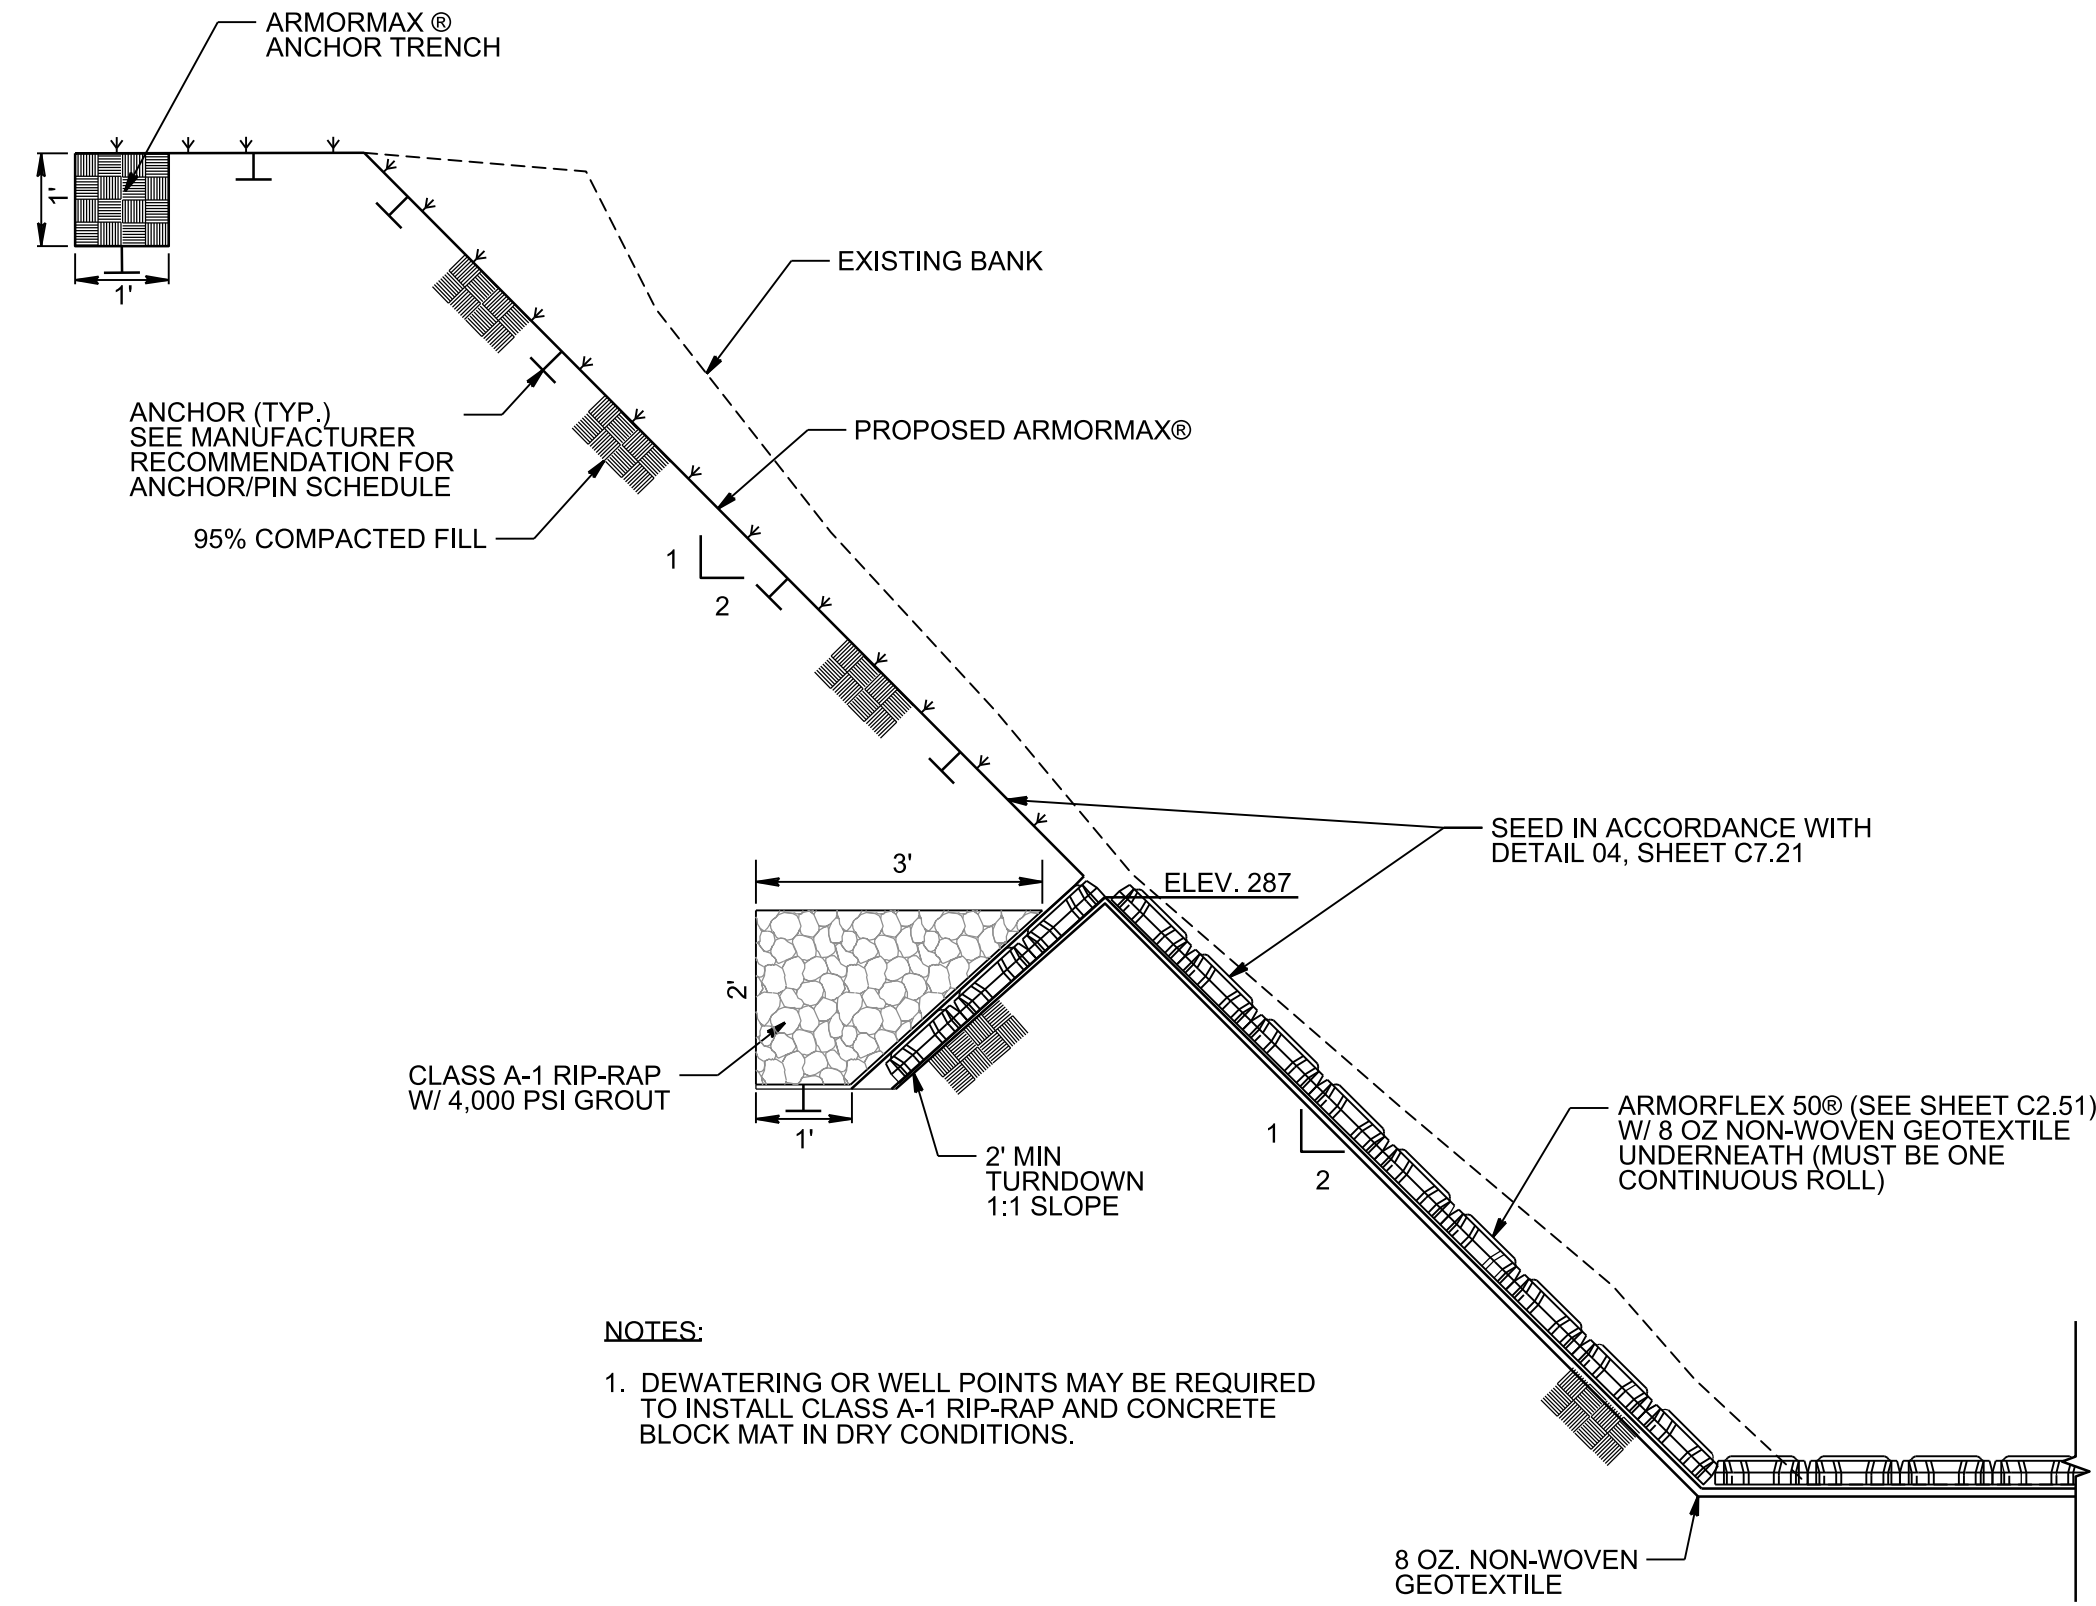 ARMORMAX ®
ANCHOR TRENCH
1'
1'
EXISTING BANK
ANCHOR (TYP.)
SEE MANUFACTURER
RECOMMENDATION FOR
ANCHOR/PIN SCHEDULE
PROPOSED ARMORMAX®
95% COMPACTED FILL
1
2
SEED IN ACCORDANCE WITH
DETAIL 04, SHEET C7.21
3'
ELEV. 287
2'
CLASS A-1 RIP-RAP
W/ 4,000 PSI GROUT
1'
2' MIN
TURNDOWN
1:1 SLOPE
1
2
ARMORFLEX 50® (SEE SHEET C2.51)
W/ 8 OZ NON-WOVEN GEOTEXTILE
UNDERNEATH (MUST BE ONE
CONTINUOUS ROLL)
NOTES:
1. DEWATERING OR WELL POINTS MAY BE REQUIRED
TO INSTALL CLASS A-1 RIP-RAP AND CONCRETE
BLOCK MAT IN DRY CONDITIONS.
8 OZ. NON-WOVEN
GEOTEXTILE